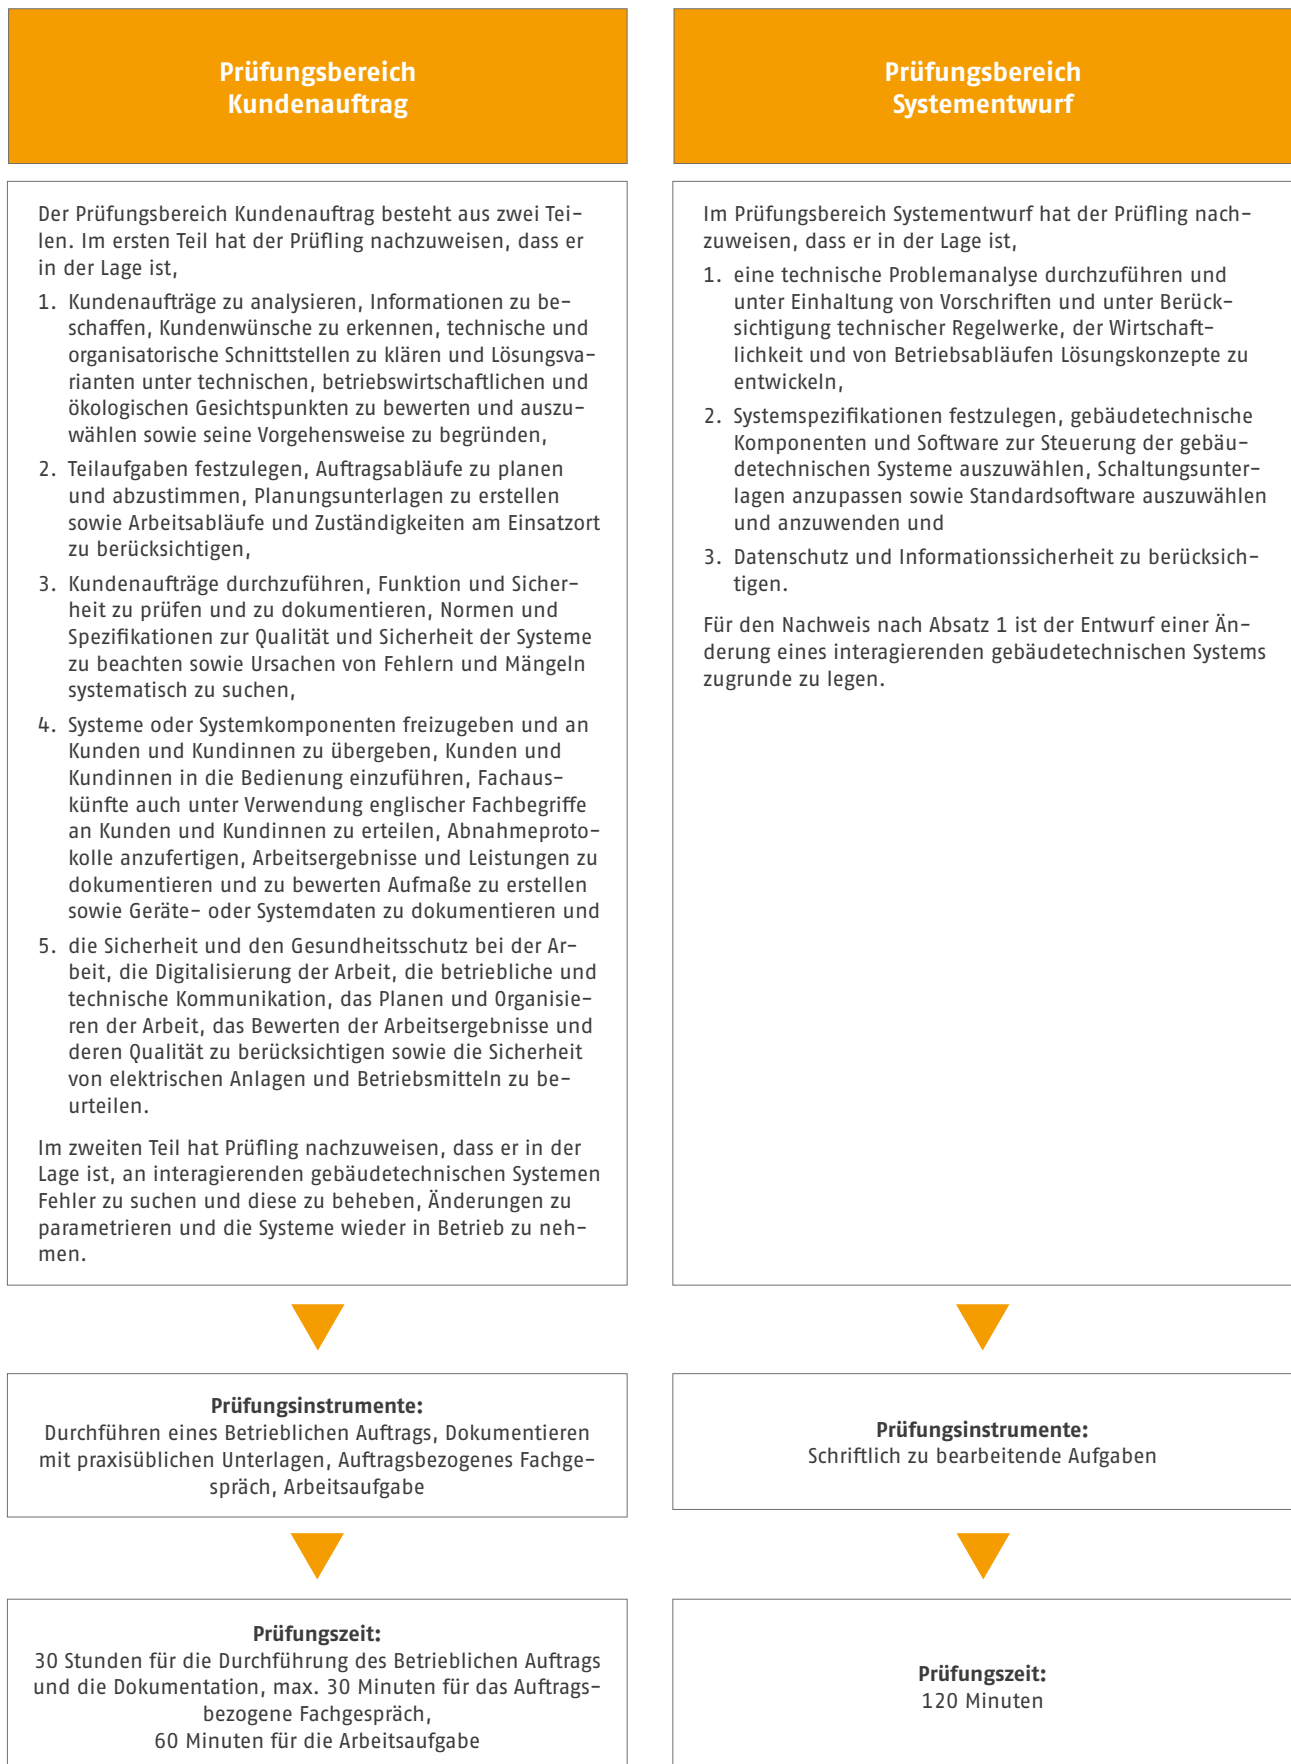 Prüfungsbereich
Kundenauftrag
Der Prüfungsbereich Kundenauftrag besteht aus zwei Tei-
len. Im ersten Teil hat der Prüfling nachzuweisen, dass er
in der Lage ist,
1. Kundenaufträge zu analysieren, Informationen zu be-
schaffen, Kundenwünsche zu erkennen, technische und
organisatorische Schnittstellen zu klären und Lösungsva-
rianten unter technischen, betriebswirtschaftlichen und
ökologischen Gesichtspunkten zu bewerten und auszu-
wählen sowie seine Vorgehensweise zu begründen,
2. Teilaufgaben festzulegen, Auftragsabläufe zu planen
und abzustimmen, Planungsunterlagen zu erstellen
sowie Arbeitsabläufe und Zuständigkeiten am Einsatzort
zu berücksichtigen,
3. Kundenaufträge durchzuführen, Funktion und Sicher-
heit zu prüfen und zu dokumentieren, Normen und
Spezifikationen zur Qualität und Sicherheit der Systeme
zu beachten sowie Ursachen von Fehlern und Mängeln
systematisch zu suchen,
4. Systeme oder Systemkomponenten freizugeben und an
Kunden und Kundinnen zu übergeben, Kunden und
Kundinnen in die Bedienung einzuführen, Fachaus-
künfte auch unter Verwendung englischer Fachbegriffe
an Kunden und Kundinnen zu erteilen, Abnahmeproto-
kolle anzufertigen, Arbeitsergebnisse und Leistungen zu
dokumentieren und zu bewerten Aufmaße zu erstellen
sowie Geräte- oder Systemdaten zu dokumentieren und
5. die Sicherheit und den Gesundheitsschutz bei der Ar-
beit, die Digitalisierung der Arbeit, die betriebliche und
technische Kommunikation, das Planen und Organisie-
ren der Arbeit, das Bewerten der Arbeitsergebnisse und
deren Qualität zu berücksichtigen sowie die Sicherheit
von elektrischen Anlagen und Betriebsmitteln zu be-
urteilen.
Im zweiten Teil hat Prüfling nachzuweisen, dass er in der
Lage ist, an interagierenden gebäudetechnischen Systemen
Fehler zu suchen und diese zu beheben, Änderungen zu
parametrieren und die Systeme wieder in Betrieb zu neh-
men.
Prüfungsinstrumente:
Durchführen eines Betrieblichen Auftrags, Dokumentieren
mit praxisüblichen Unterlagen, Auftragsbezogenes Fachge-
spräch, Arbeitsaufgabe
Prüfungszeit:
30 Stunden für die Durchführung des Betrieblichen Auftrags
und die Dokumentation, max. 30 Minuten für das Auftrags-
bezogene Fachgespräch,
60 Minuten für die Arbeitsaufgabe
Prüfungsbereich
Systementwurf
Im Prüfungsbereich Systementwurf hat der Prüfling nach-
zuweisen, dass er in der Lage ist,
1. eine technische Problemanalyse durchzuführen und
unter Einhaltung von Vorschriften und unter Berück-
sichtigung technischer Regelwerke, der Wirtschaft-
lichkeit und von Betriebsabläufen Lösungskonzepte zu
entwickeln,
2. Systemspezifikationen festzulegen, gebäudetechnische
Komponenten und Software zur Steuerung der gebäu-
detechnischen Systeme auszuwählen, Schaltungsunter-
lagen anzupassen sowie Standardsoftware auszuwählen
und anzuwenden und
3. Datenschutz und Informationssicherheit zu berücksich-
tigen.
Für den Nachweis nach Absatz 1 ist der Entwurf einer Än-
derung eines interagierenden gebäudetechnischen Systems
zugrunde zu legen.
Prüfungsinstrumente:
Schriftlich zu bearbeitende Aufgaben
Prüfungszeit:
120 Minuten